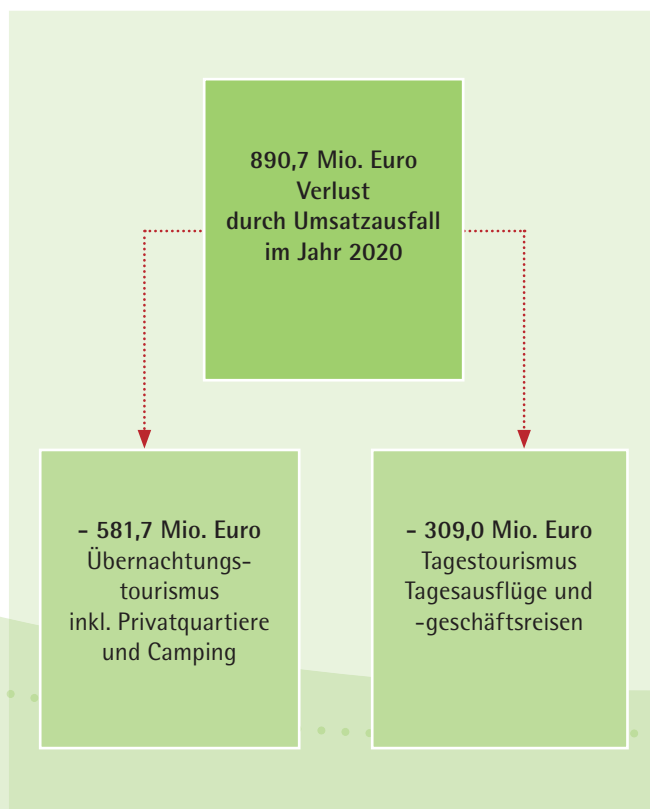 890,7 Mio. Euro
Verlust
durch Umsatzausfall
im Jahr 2020
- 581,7 Mio. Euro
Übernachtungs-
tourismus
inkl. Privatquartiere
und Camping
- 309,0 Mio. Euro
Tagestourismus
Tagesausflüge und
-geschäftsreisen